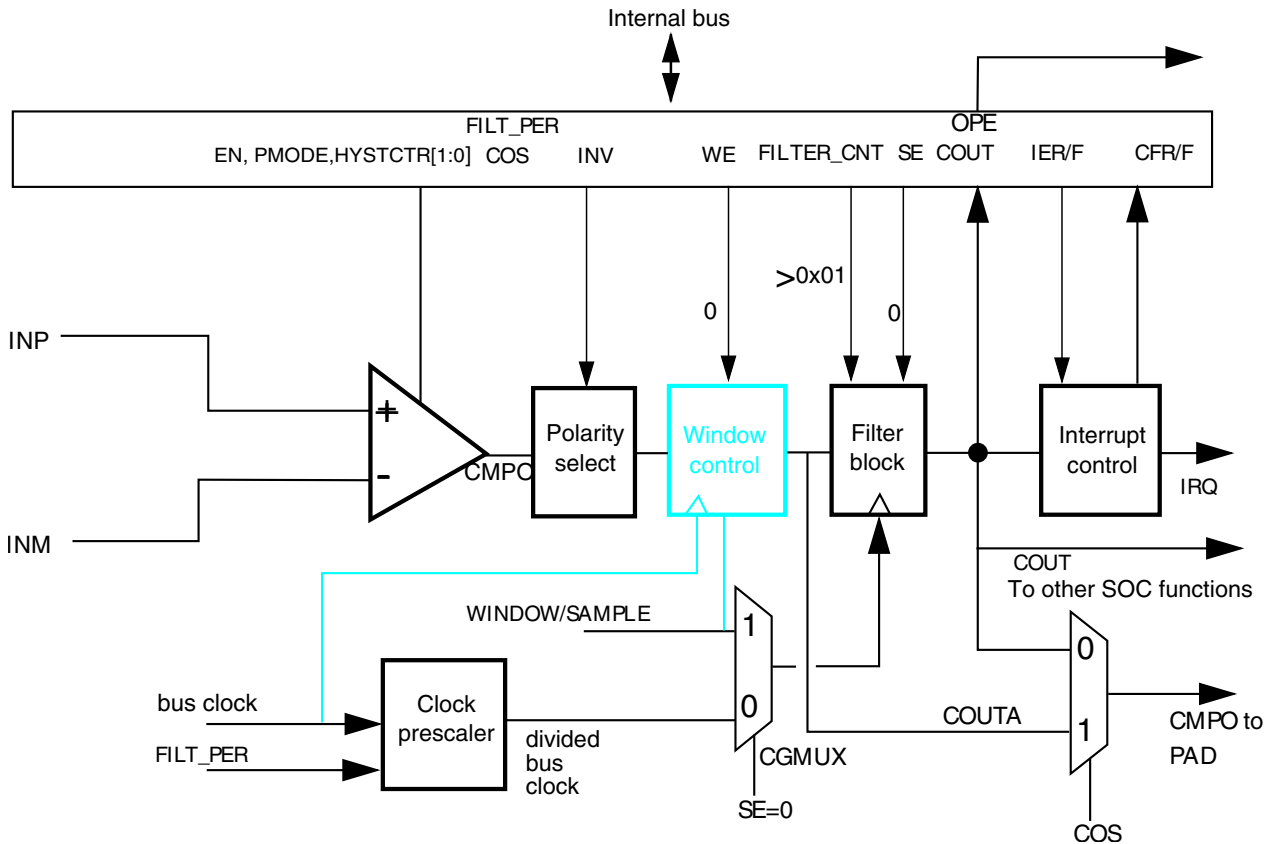 Internal bus
FILT_PER
OPE
EN, PMODE,HYSTCTR[1:0] COS INV WE FILTER_CNT SE COUT IER/F CFR/F
>0x01
0
0
INP
+
-
INM
CMPO
Polarity
select
Window
control
Filter
block
Interrupt
control
IRQ
COUT
To other SOC functions
WINDOW/SAMPLE
1
0
bus clock
FILT_PER
Clock
prescaler
divided
bus
clock
CGMUX
SE=0
COUTA
0
1
CMPO to
PAD
COS